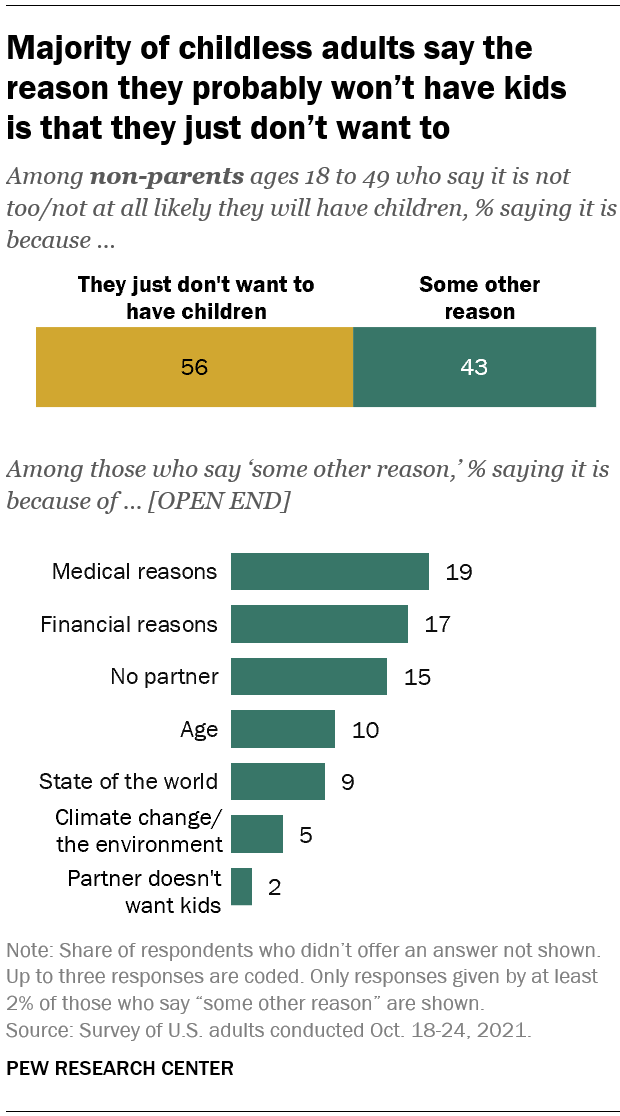 Majority of childless adults say the
reason they probably won’t have kids
is that they just don’t want to
Among non-parents ages 18 to 49 who say it is not
too/not at all likely they will have children, % saying it is
because ...
They just don't want to
have children
Some other
reason
56
43
Among those who say ‘some other reason,’ % saying it is
because of ... [OPEN END]
Medical reasons
19
Financial reasons
17
No partner
15
Age
10
State of the world
9
Climate change/
the environment
5
Partner doesn't
want kids
2
Note: Share of respondents who didn’t offer an answer not shown.
Up to three responses are coded. Only responses given by at least
2% of those who say “some other reason” are shown.
Source: Survey of U.S. adults conducted Oct. 18-24, 2021.
PEW RESEARCH CENTER